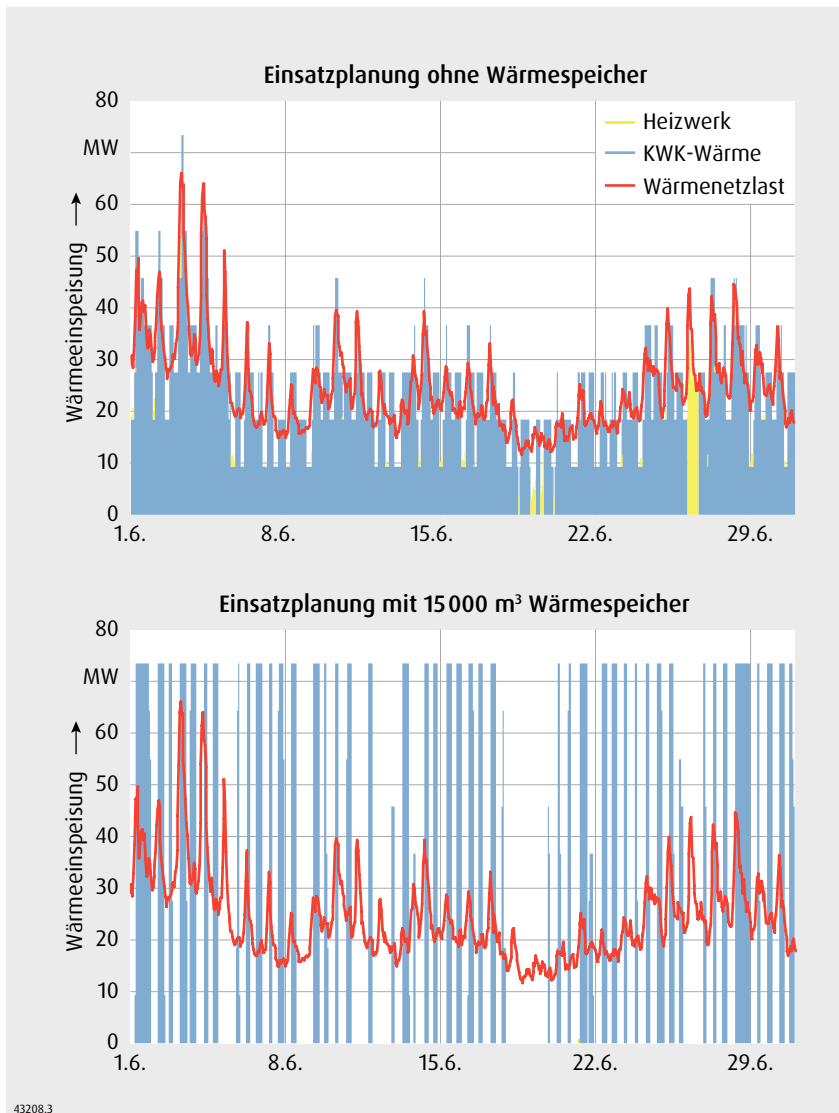 Einsatzplanung ohne Wärmespeicher
80
MW
60
50
40
30
20
10
0
Wärmeeinspeisung →
Heizwerk
KWK-Wärme
Wärmenetzlast
1.6. 8.6. 15.6. 22.6. 29.6.
Einsatzplanung mit 15 000 m³ Wärmespeicher
80
MW
60
50
40
30
20
10
0
Wärmeeinspeisung →
1.6. 8.6. 15.6. 22.6. 29.6.
43208.3